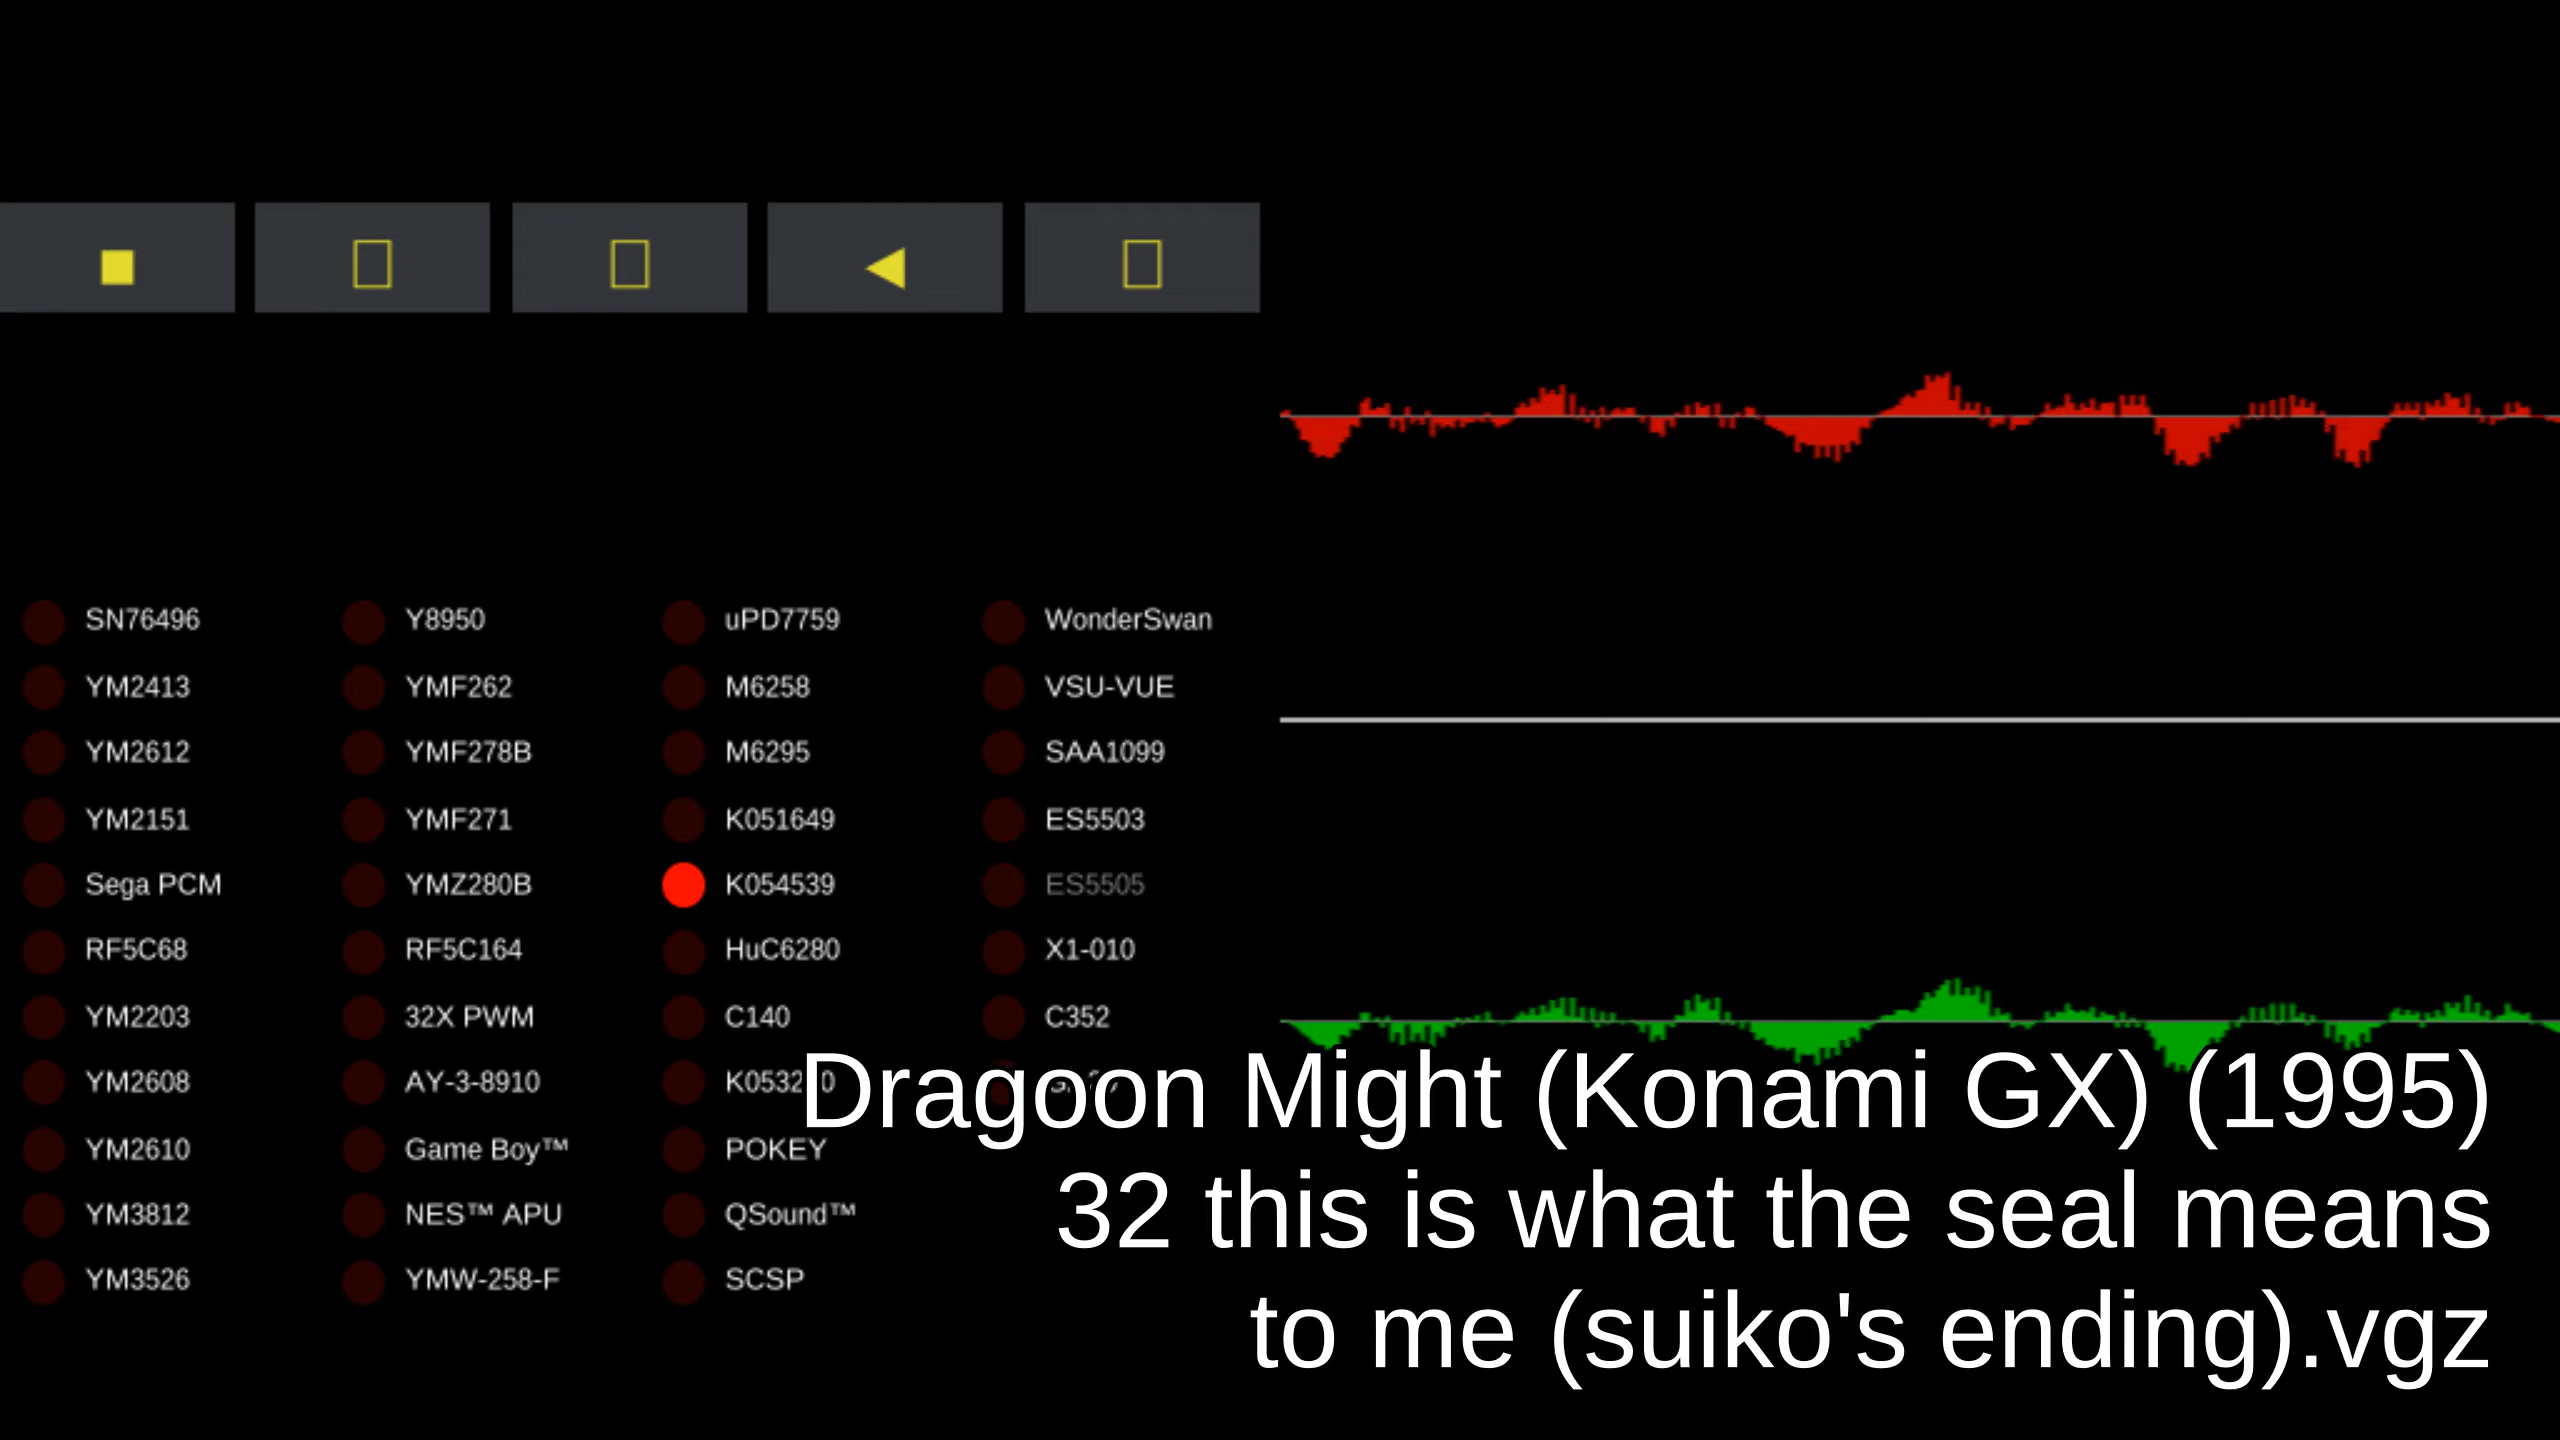 SN76496 Y8950 uPD7759 WonderSwan
YM2413 YMF262 M6258 VSU-VUE
YM2612 YMF278B M6295 SAA1099
YM2151 YMF271 K051649 ES5503
Sega PCM YMZ280B K054539 ES5505
RF5C68 RF5C164 HuC6280 X1-010
YM2203 32X PWM C140 C352
YM2608 AY-3-8910
YM2610 Game Boy™ POKEY
YM3812 NES™ APU QSound™
YM3526 YMW-258-F SCSP
Dragoon Might (Konami GX) (1995)
32 this is what the seal means
to me (suiko's ending).vgz